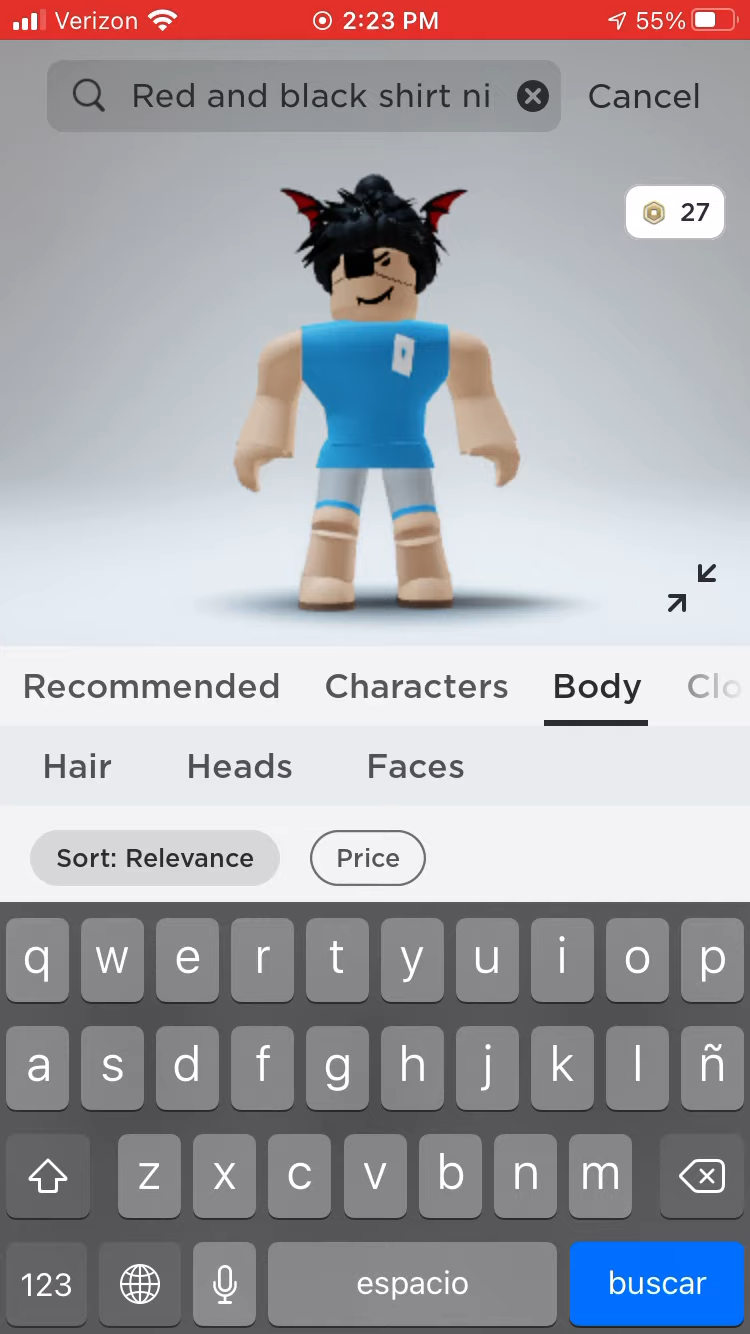 Verizon 2:23 PM 55%
Red and black shirt ni Cancel
27
Recommended Characters Body Clo
Hair Heads Faces
Sort: Relevance Price
q w e r t y u i o p
a s d f g h j k l ñ
z x c v b n m
123 espacio buscar